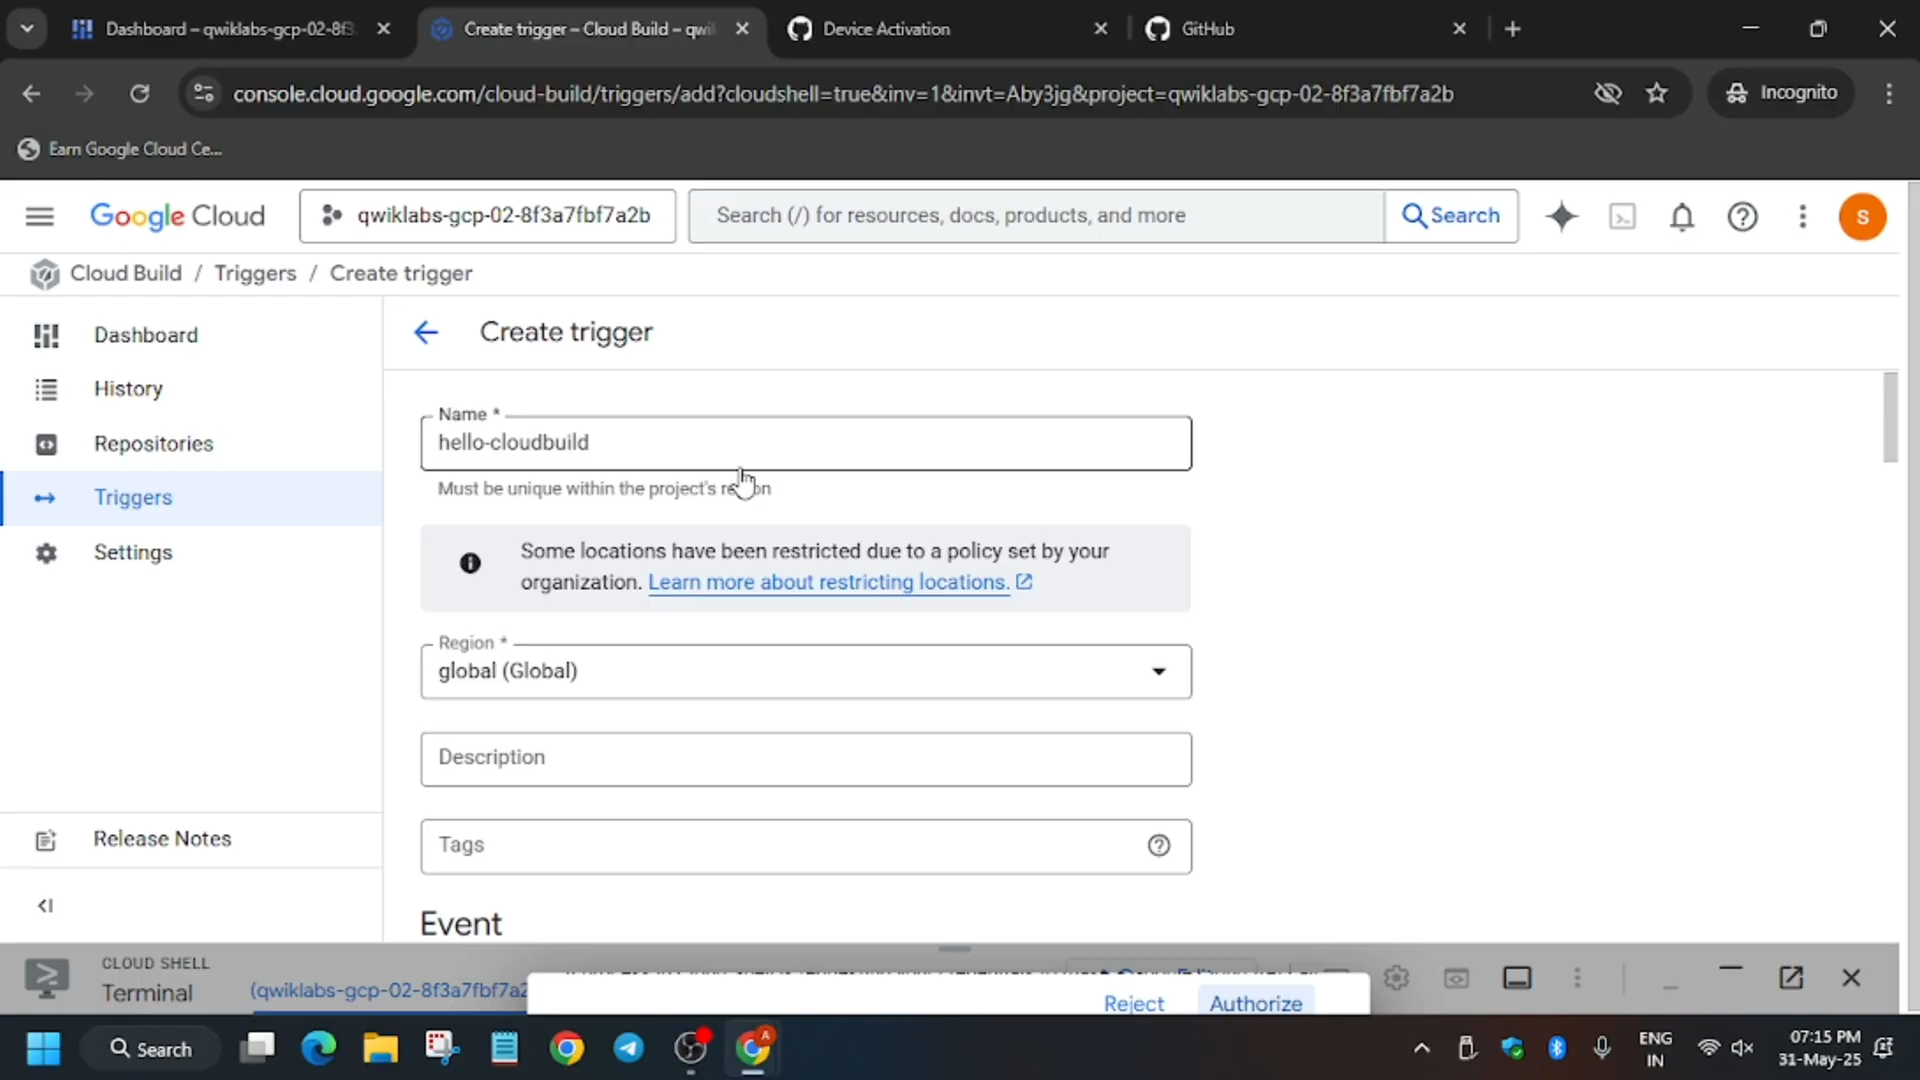 Dashboard – qwiklabs-gcp-02-8f3
Create trigger – Cloud Build – qwi
Device Activation
GitHub
console.cloud.google.com/cloud-build/triggers/add?cloudshell=true&inv=1&invt=Aby3jg&project=qwiklabs-gcp-02-8f3a7fbf7a2b
Incognito
Earn Google Cloud Ce...
Google Cloud
qwiklabs-gcp-02-8f3a7fbf7a2b
Search (/) for resources, docs, products, and more
Search
S
Cloud Build / Triggers / Create trigger
Dashboard
History
Repositories
Triggers
Settings
Release Notes
Create trigger
Name *
hello-cloudbuild
Must be unique within the project's region
Some locations have been restricted due to a policy set by your
organization. Learn more about restricting locations.
Region *
global (Global)
Description
Tags
Event
CLOUD SHELL
Terminal
(qwiklabs-gcp-02-8f3a7fbf7a2
Reject
Authorize
Search
ENG
IN
07:15 PM
31-May-25